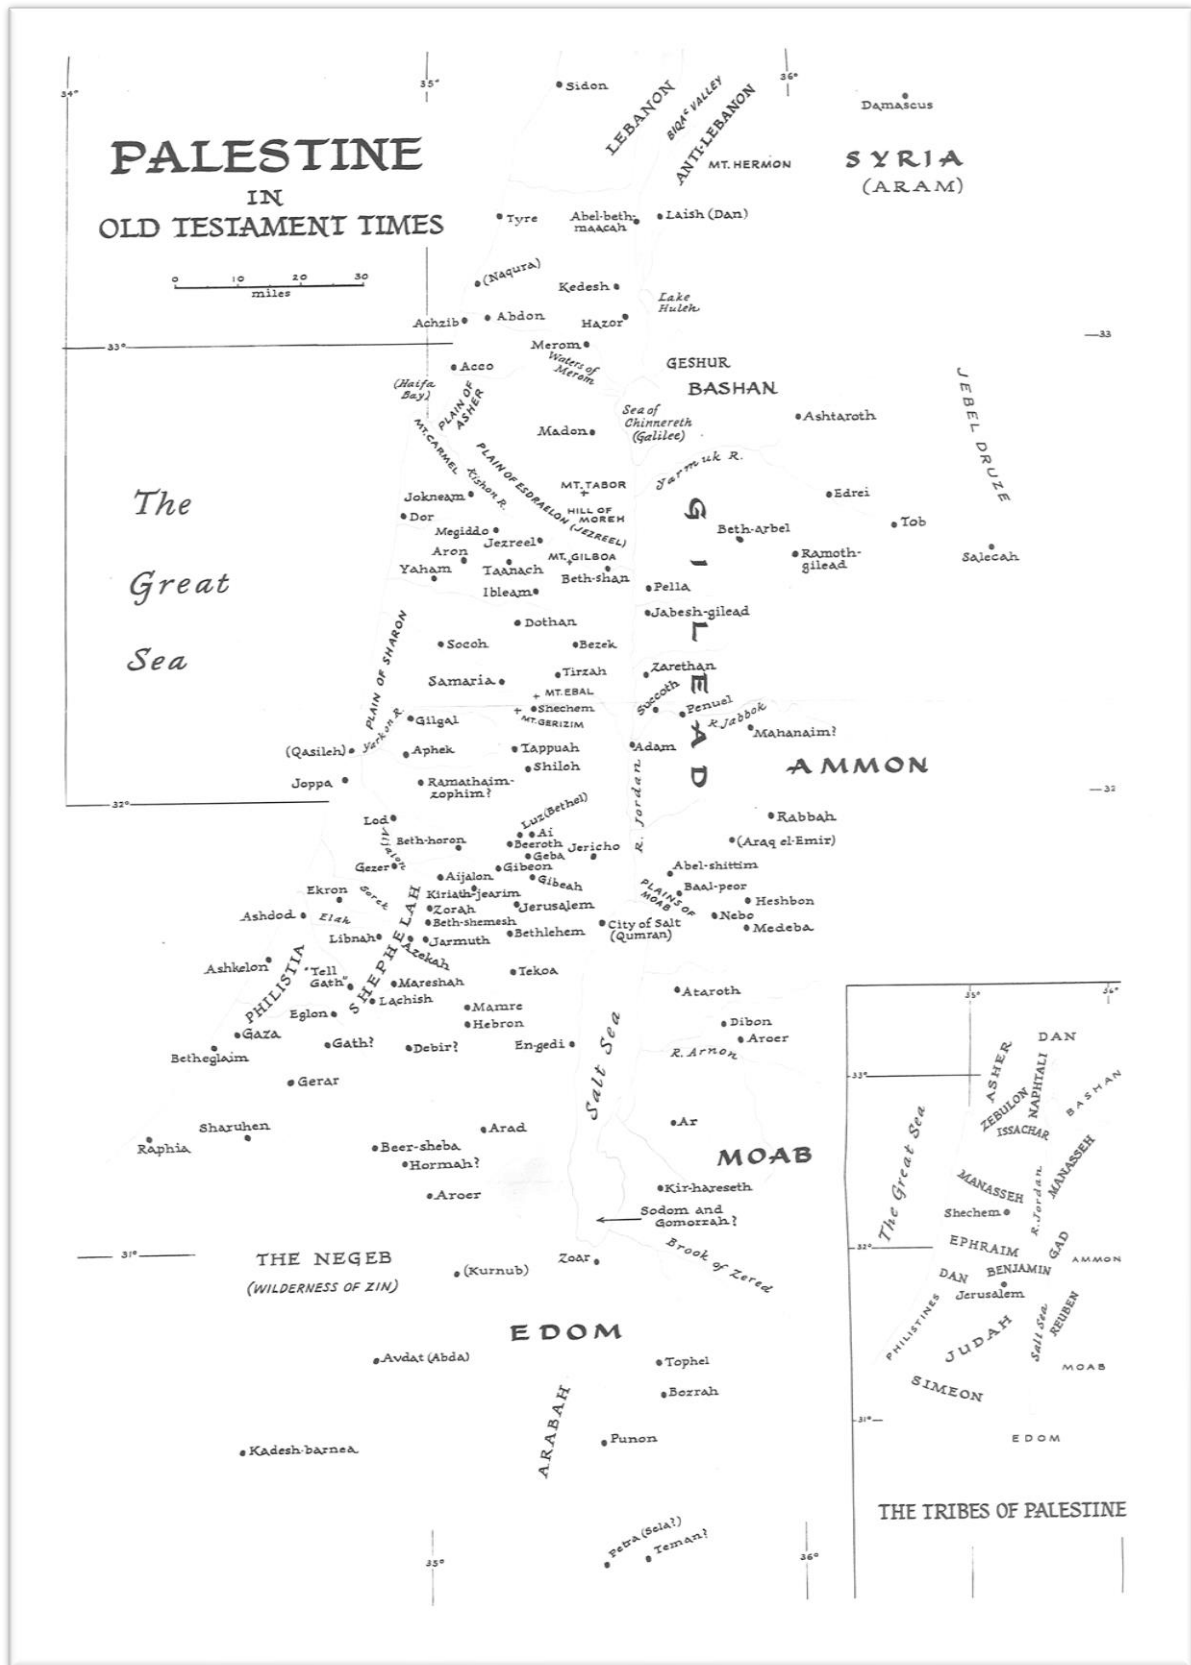 34°
35°
36°
Sidon
LEBANON
BIQAᶜ VALLEY
ANTI-LEBANON
Damascus
MT. HERMON
SYRIA
(ARAM)
PALESTINE
IN
OLD TESTAMENT TIMES
0 10 20 30
miles
Tyre
Abel-beth-
maacah
Laish (Dan)
(Naqura)
Kedesh
Lake
Huleh
Achzib
Abdon
Hazor
33°
33
Merom
Waters of
Merom
Acco
GESHUR
BASHAN
(Haifa
Bay)
PLAIN OF
ASHER
Sea of
Chinnereth
(Galilee)
Ashtaroth
JEBEL DRUZE
Madon
MT. CARMEL
Kishon R.
PLAIN OF ESDRAELON (JEZREEL)
Yarmuk R.
The
Great
Sea
MT. TABOR
Jokneam
Edrei
HILL OF
MOREH
Dor
Megiddo
Jezreel
Beth-arbel
Tob
Aron
MT. GILBOA
Ramoth-
gilead
Salecah
Yaham
Taanach
Beth-shan
Ibleam
Pella
GILEAD
Jabesh-gilead
Dothan
PLAIN OF SHARON
Socoh
Bezek
Samaria
Tirzah
Zarethan
MT. EBAL
Succoth
Shechem
Penuel
MT. GERIZIM
R. Jabbok
Gilgal
Yarkon R.
Mahanaim?
(Qasileh)
Aphek
Tappuah
Adam
Shiloh
AMMON
Joppa
Ramathaim-
zophim?
R. Jordan
32°
32
Luz (Bethel)
Lod
Rabbah
Ai
Beth-horon
Beeroth
Jericho
(Araq el-Emir)
Aijalon
Geba
Gezer
Gibeon
Abel-shittim
Aijalon
Gibeah
PLAINS OF
MOAB
Baal-peor
Ekron
Sorek
Kiriath-jearim
Heshbon
Zorah
Jerusalem
Ashdod
Elah
Beth-shemesh
City of Salt
(Qumran)
Nebo
Medeba
Libnah
Jarmuth
Bethlehem
Azekah
SHEPHELAH
PHILISTIA
Ashkelon
"Tell
Gath"
Tekoa
Mareshah
Lachish
Ataroth
Eglon
Mamre
Hebron
Dibon
Gaza
Gath?
Debir?
En-gedi
Aroer
R. Arnon
Betheglaim
Salt Sea
Gerar
Sharuhen
Arad
Ar
Raphia
Beer-sheba
MOAB
Hormah?
Aroer
Kir-hareseth
Sodom and
Gomorrah?
31°
THE NEGEB
(WILDERNESS OF ZIN)
(Kurnub)
Zoar
Brook of Zered
EDOM
Avdat (Abda)
Tophel
Bozrah
ARABAH
Kadesh-barnea
Punon
Petra (Sela?)
Teman?
35°
36°
35°
36°
DAN
ASHER
NAPHTALI
33°
ZEBULON
BASHAN
ISSACHAR
The Great Sea
MANASSEH
MANASSEH
R. Jordan
Shechem
32°
EPHRAIM
GAD
AMMON
DAN
BENJAMIN
Jerusalem
PHILISTINES
JUDAH
Salt Sea
REUBEN
MOAB
SIMEON
31°
EDOM
THE TRIBES OF PALESTINE